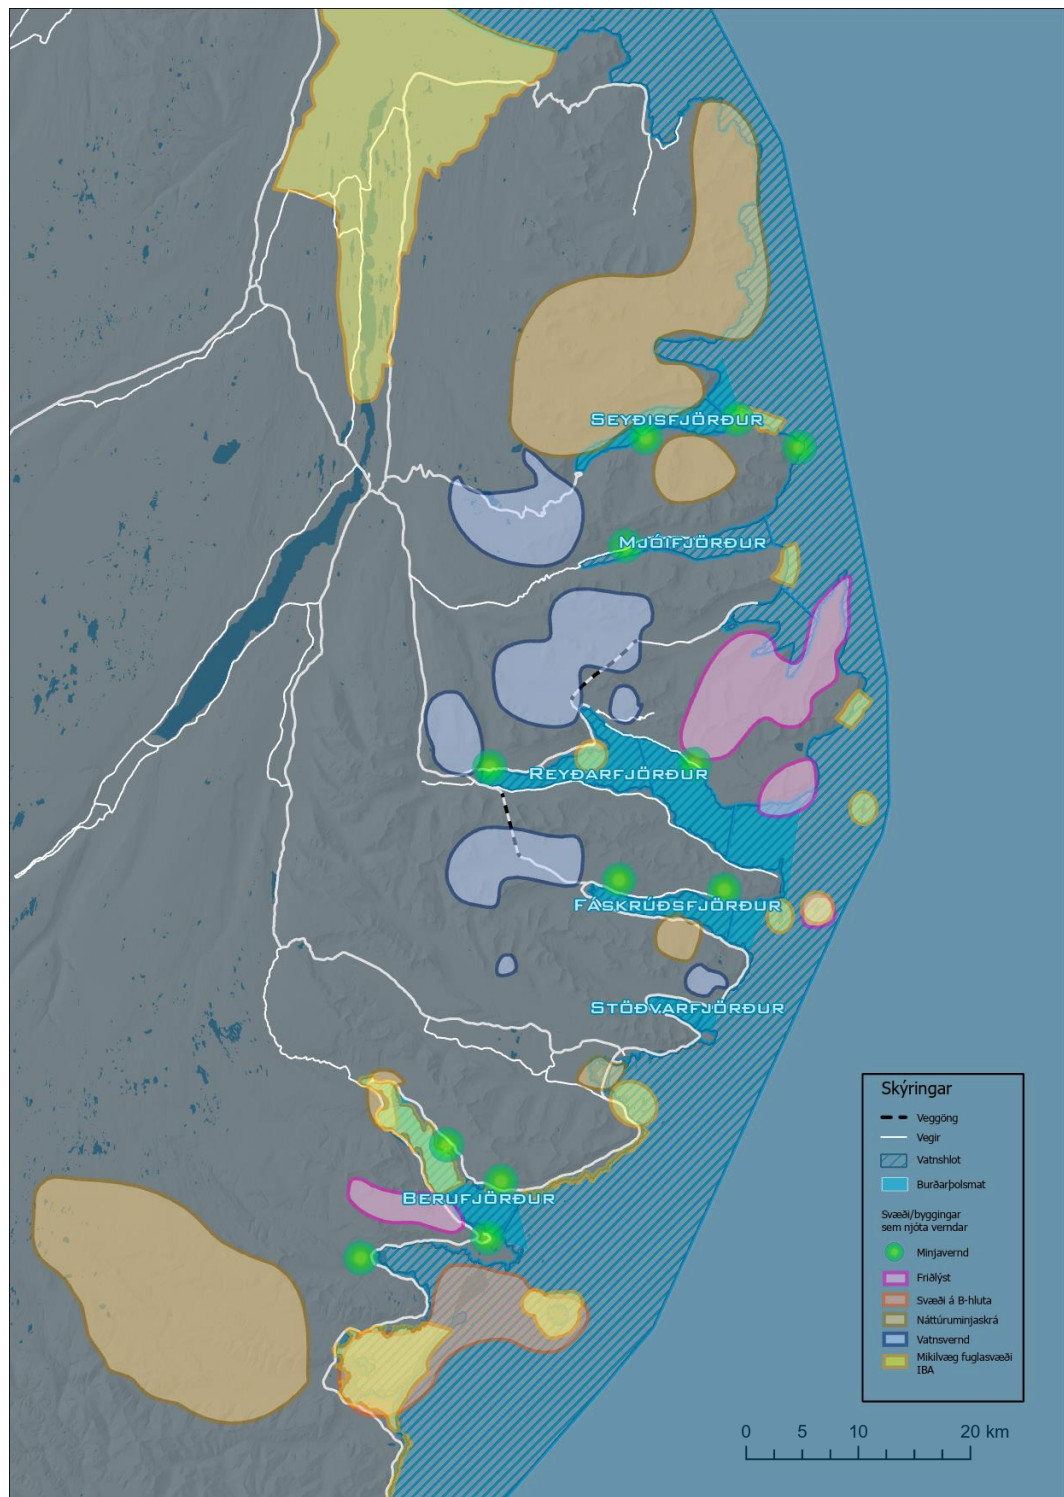 Seyðisfjörður
Mjóifjörður
Reyðarfjörður
Fáskrúðsfjörður
Stöðvarfjörður
Berufjörður
Skýringar
Veggöng
Vegir
Vatnshlot
Burðarþolsmat
Svæði/byggingar
sem njóta verndar
Minjavernd
Friðlýst
Svæði á B-hluta
Náttúruminjaskrá
Vatnsvernd
Mikilvæg fuglasvæði
IBA
0 5 10 20 km